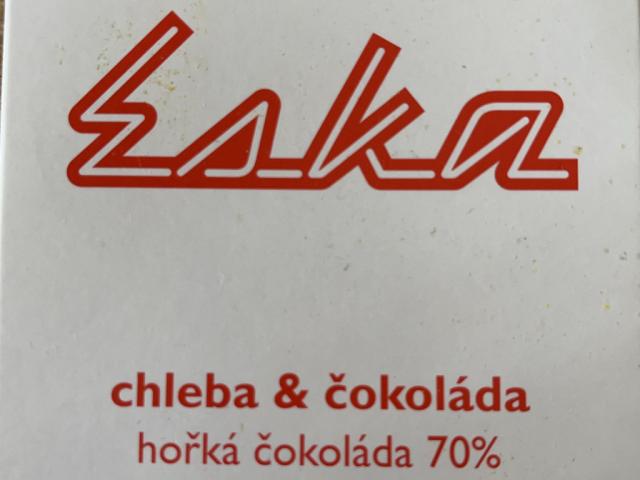 Eska
chleba & čokoláda
hořká čokoláda 70%